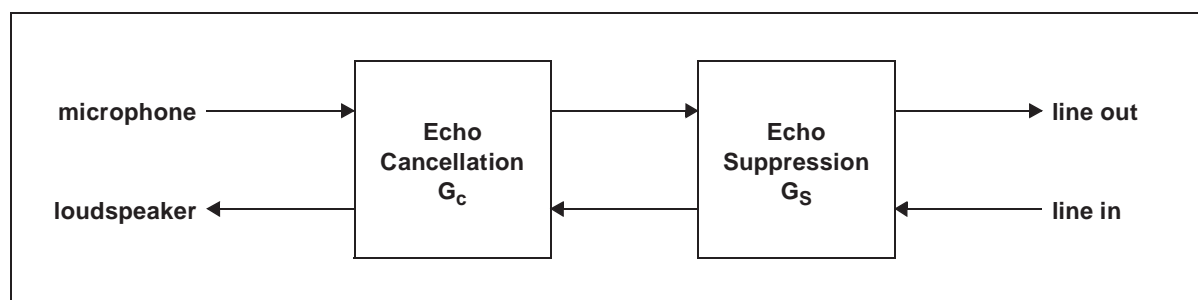 microphone
loudspeaker
Echo
Cancellation
Gc
Echo
Suppression
GS
line out
line in